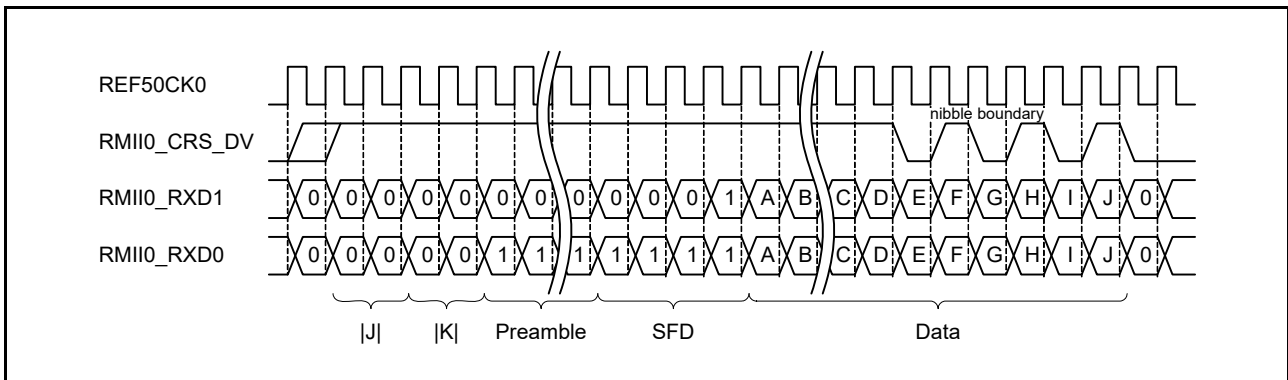 REF50CK0
nibble boundary
RMII0_CRS_DV
RMII0_RXD1 0 0 0 0 0 0 0 0 0 0 0 1 A B C D E F G H I J 0
RMII0_RXD0 0 0 0 0 0 1 1 1 1 1 1 1 A B C D E F G H I J 0
|J| |K| Preamble SFD Data